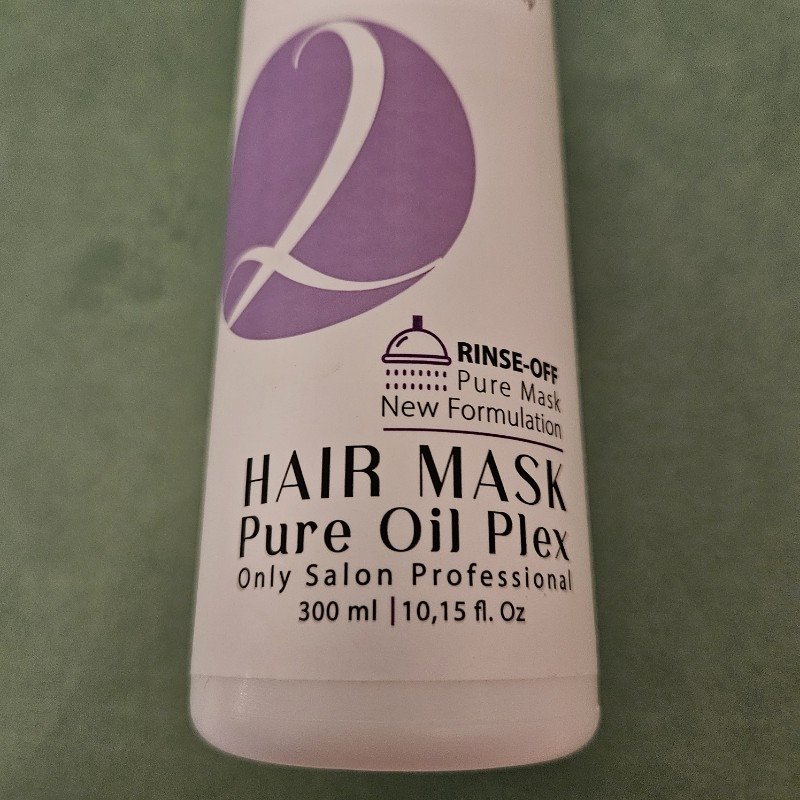 2
RINSE-OFF
Pure Mask
New Formulation
HAIR MASK
Pure Oil Plex
Only Salon Professional
300 ml | 10,15 fl. Oz